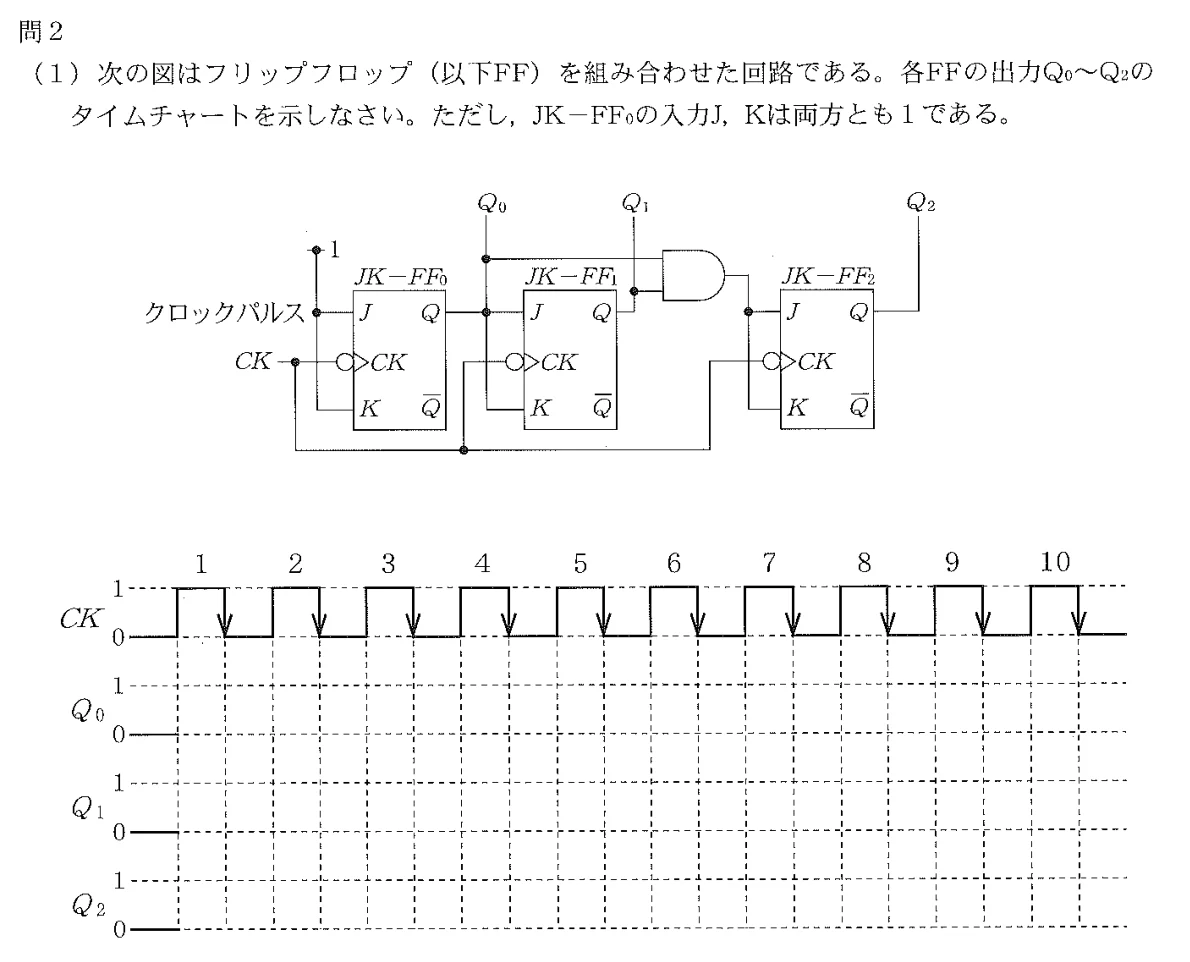 問2
(1) 次の図はフリップフロップ(以下FF)を組み合わせた回路である。各FFの出力Q₀～Q₂の
タイムチャートを示しなさい。ただし,JK－FF₀の入力J,Kは両方とも1である。
Q₀ Q₁ Q₂
1
JK－FF₀ JK－FF₁ JK－FF₂
クロックパルス J Q J Q J Q
CK CK CK CK
K Q̅ K Q̅ K Q̅
1 2 3 4 5 6 7 8 9 10
1
CK
0
1
Q₀
0
1
Q₁
0
1
Q₂
0